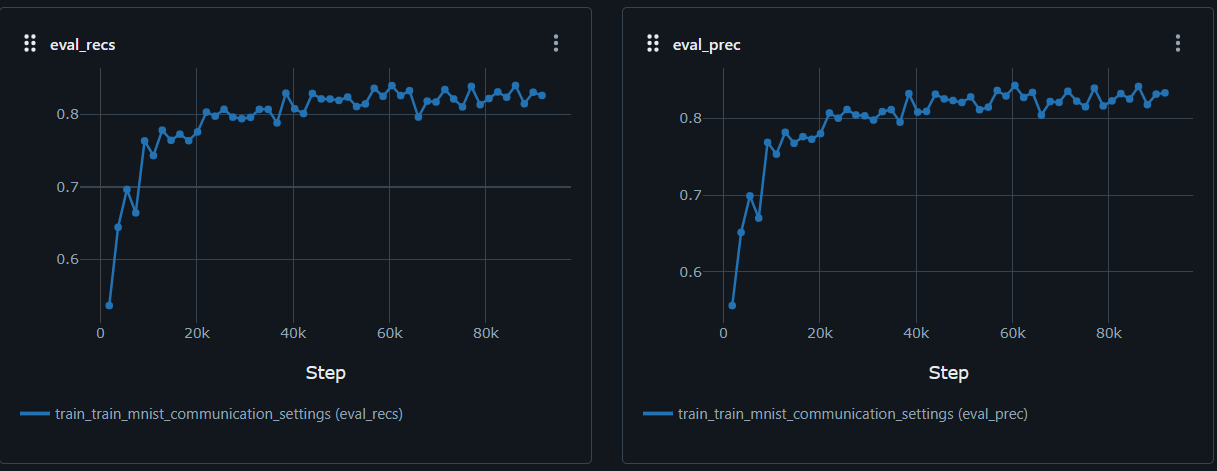 eval_recs
0.8
0.7
0.6
0 20k 40k 60k 80k
Step
train_train_mnist_communication_settings (eval_recs)
eval_prec
0.8
0.7
0.6
0 20k 40k 60k 80k
Step
train_train_mnist_communication_settings (eval_prec)